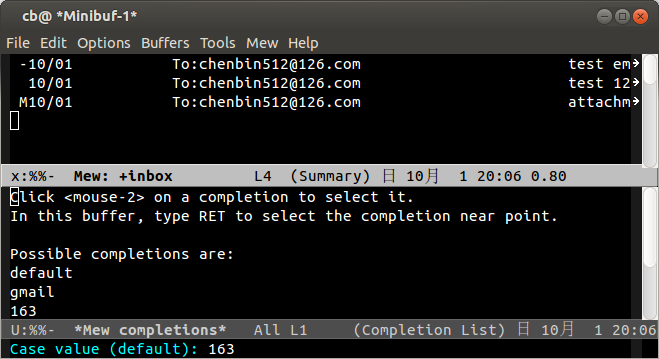 cb@ *Minibuf-1*
File Edit Options Buffers Tools Mew Help
-10/01 To:chenbin512@126.com test em
10/01 To:chenbin512@126.com test 12
M10/01 To:chenbin512@126.com attachm
x:%%- Mew: +inbox L4 (Summary) 日 10月 1 20:06 0.80
Click <mouse-2> on a completion to select it.
In this buffer, type RET to select the completion near point.
Possible completions are:
default
gmail
163
U:%%- *Mew completions* All L1 (Completion List) 日 10月 1 20:06
Case value (default): 163